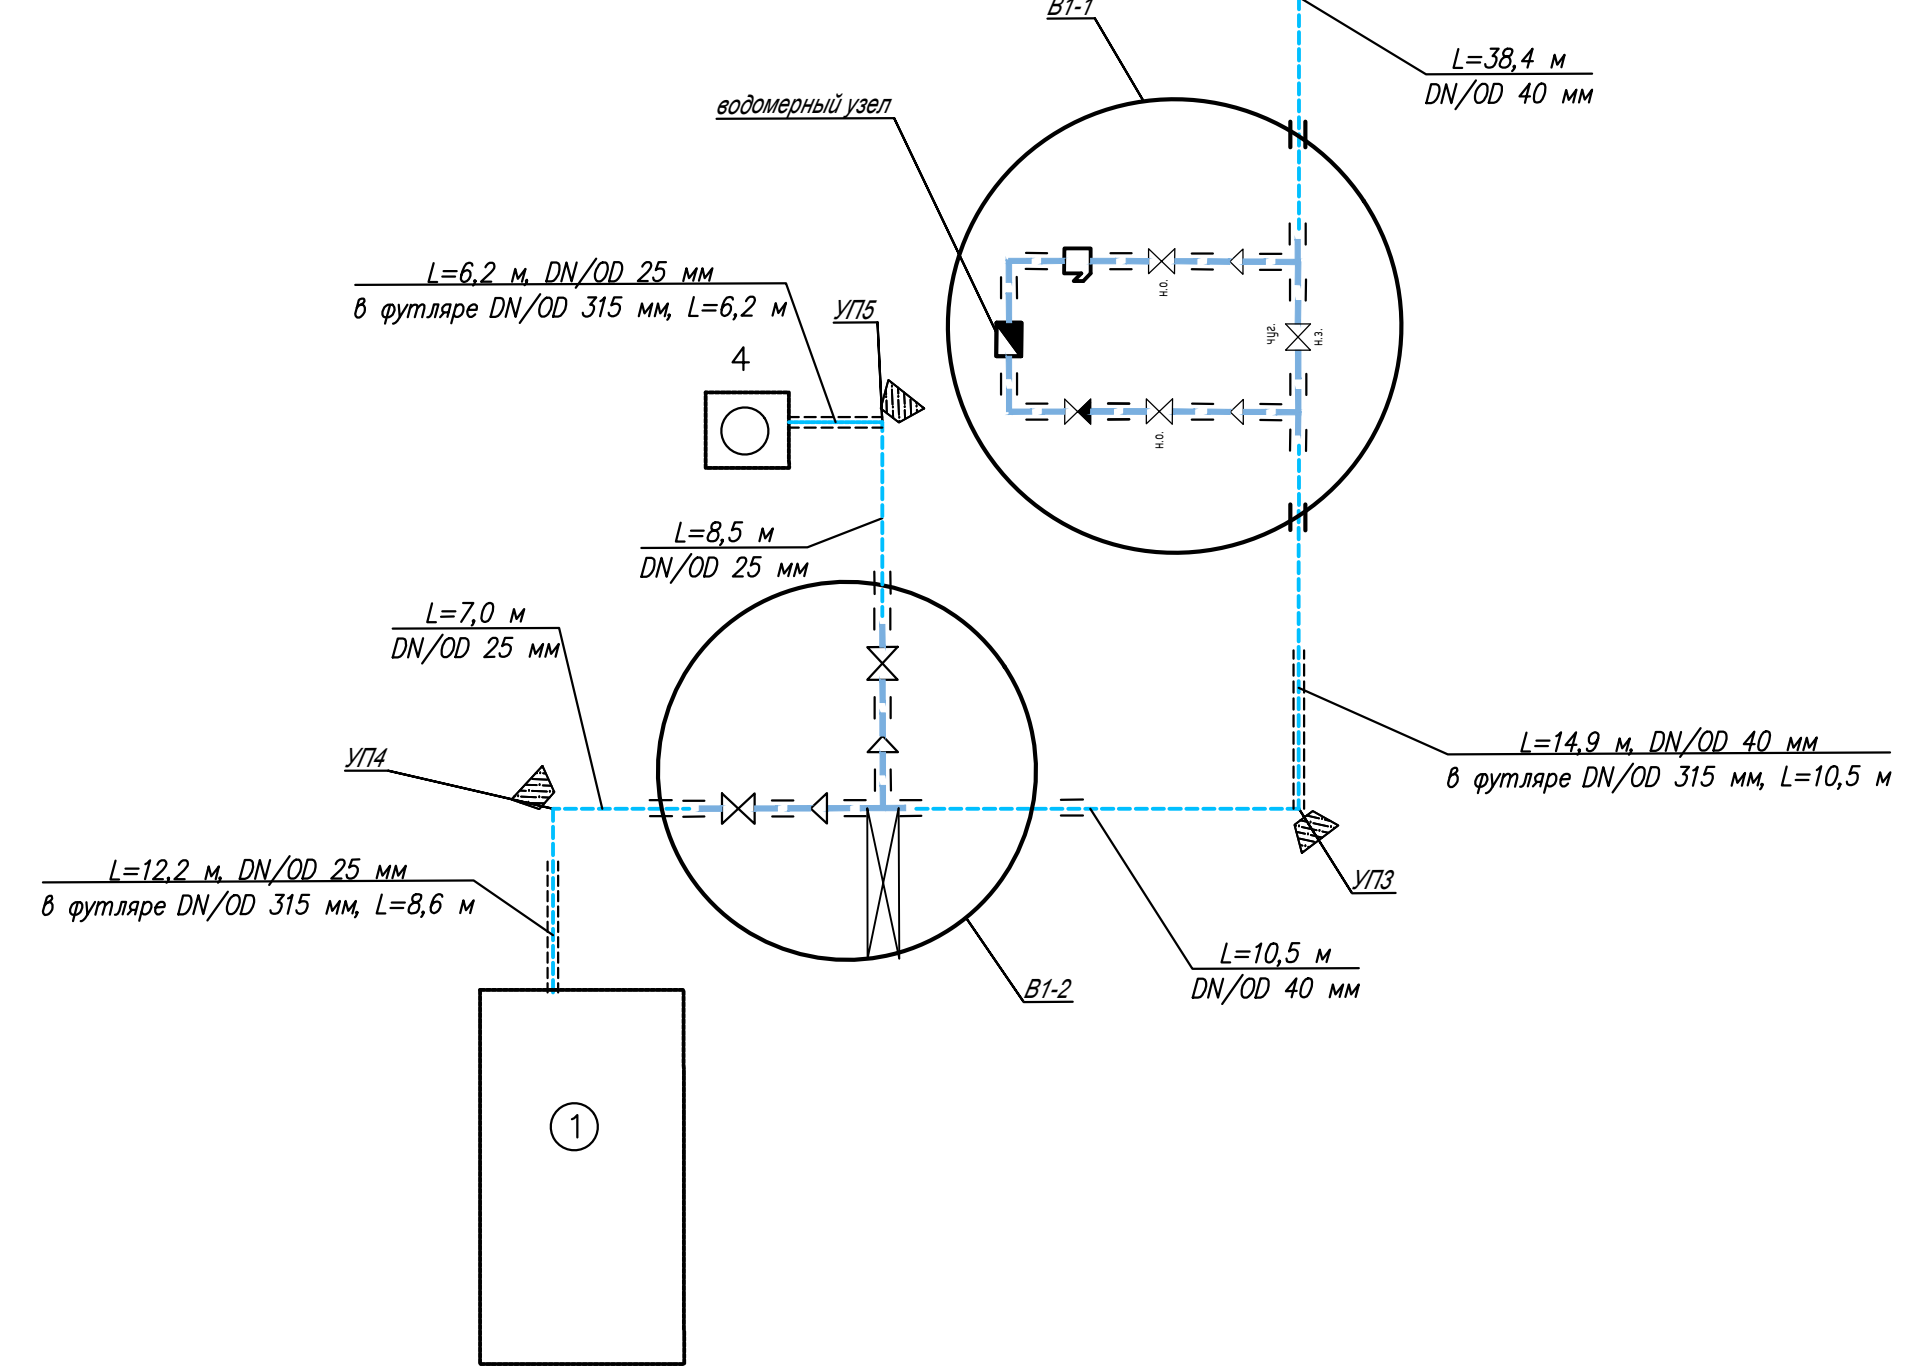 В1-1
L=38,4 м
DN/OD 40 мм
водомерный узел
L=6,2 м, DN/OD 25 мм
в футляре DN/OD 315 мм, L=6,2 м
УП5
4
н.о.
чуг.
н.з.
н.о.
L=8,5 м
DN/OD 25 мм
L=7,0 м
DN/OD 25 мм
УП4
L=14,9 м, DN/OD 40 мм
в футляре DN/OD 315 мм, L=10,5 м
L=12,2 м, DN/OD 25 мм
в футляре DN/OD 315 мм, L=8,6 м
УП3
L=10,5 м
DN/OD 40 мм
В1-2
1